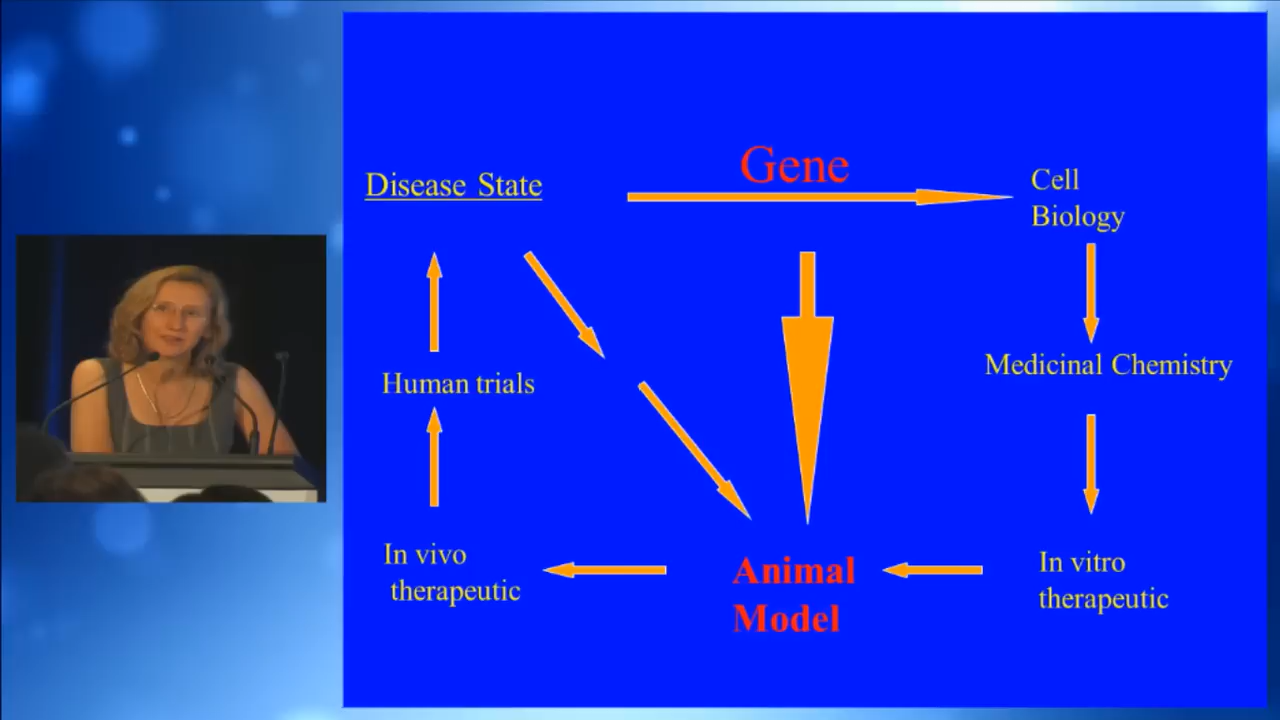 Gene
Disease State
Cell
Biology
Human trials
Medicinal Chemistry
In vivo
therapeutic
Animal
Model
In vitro
therapeutic